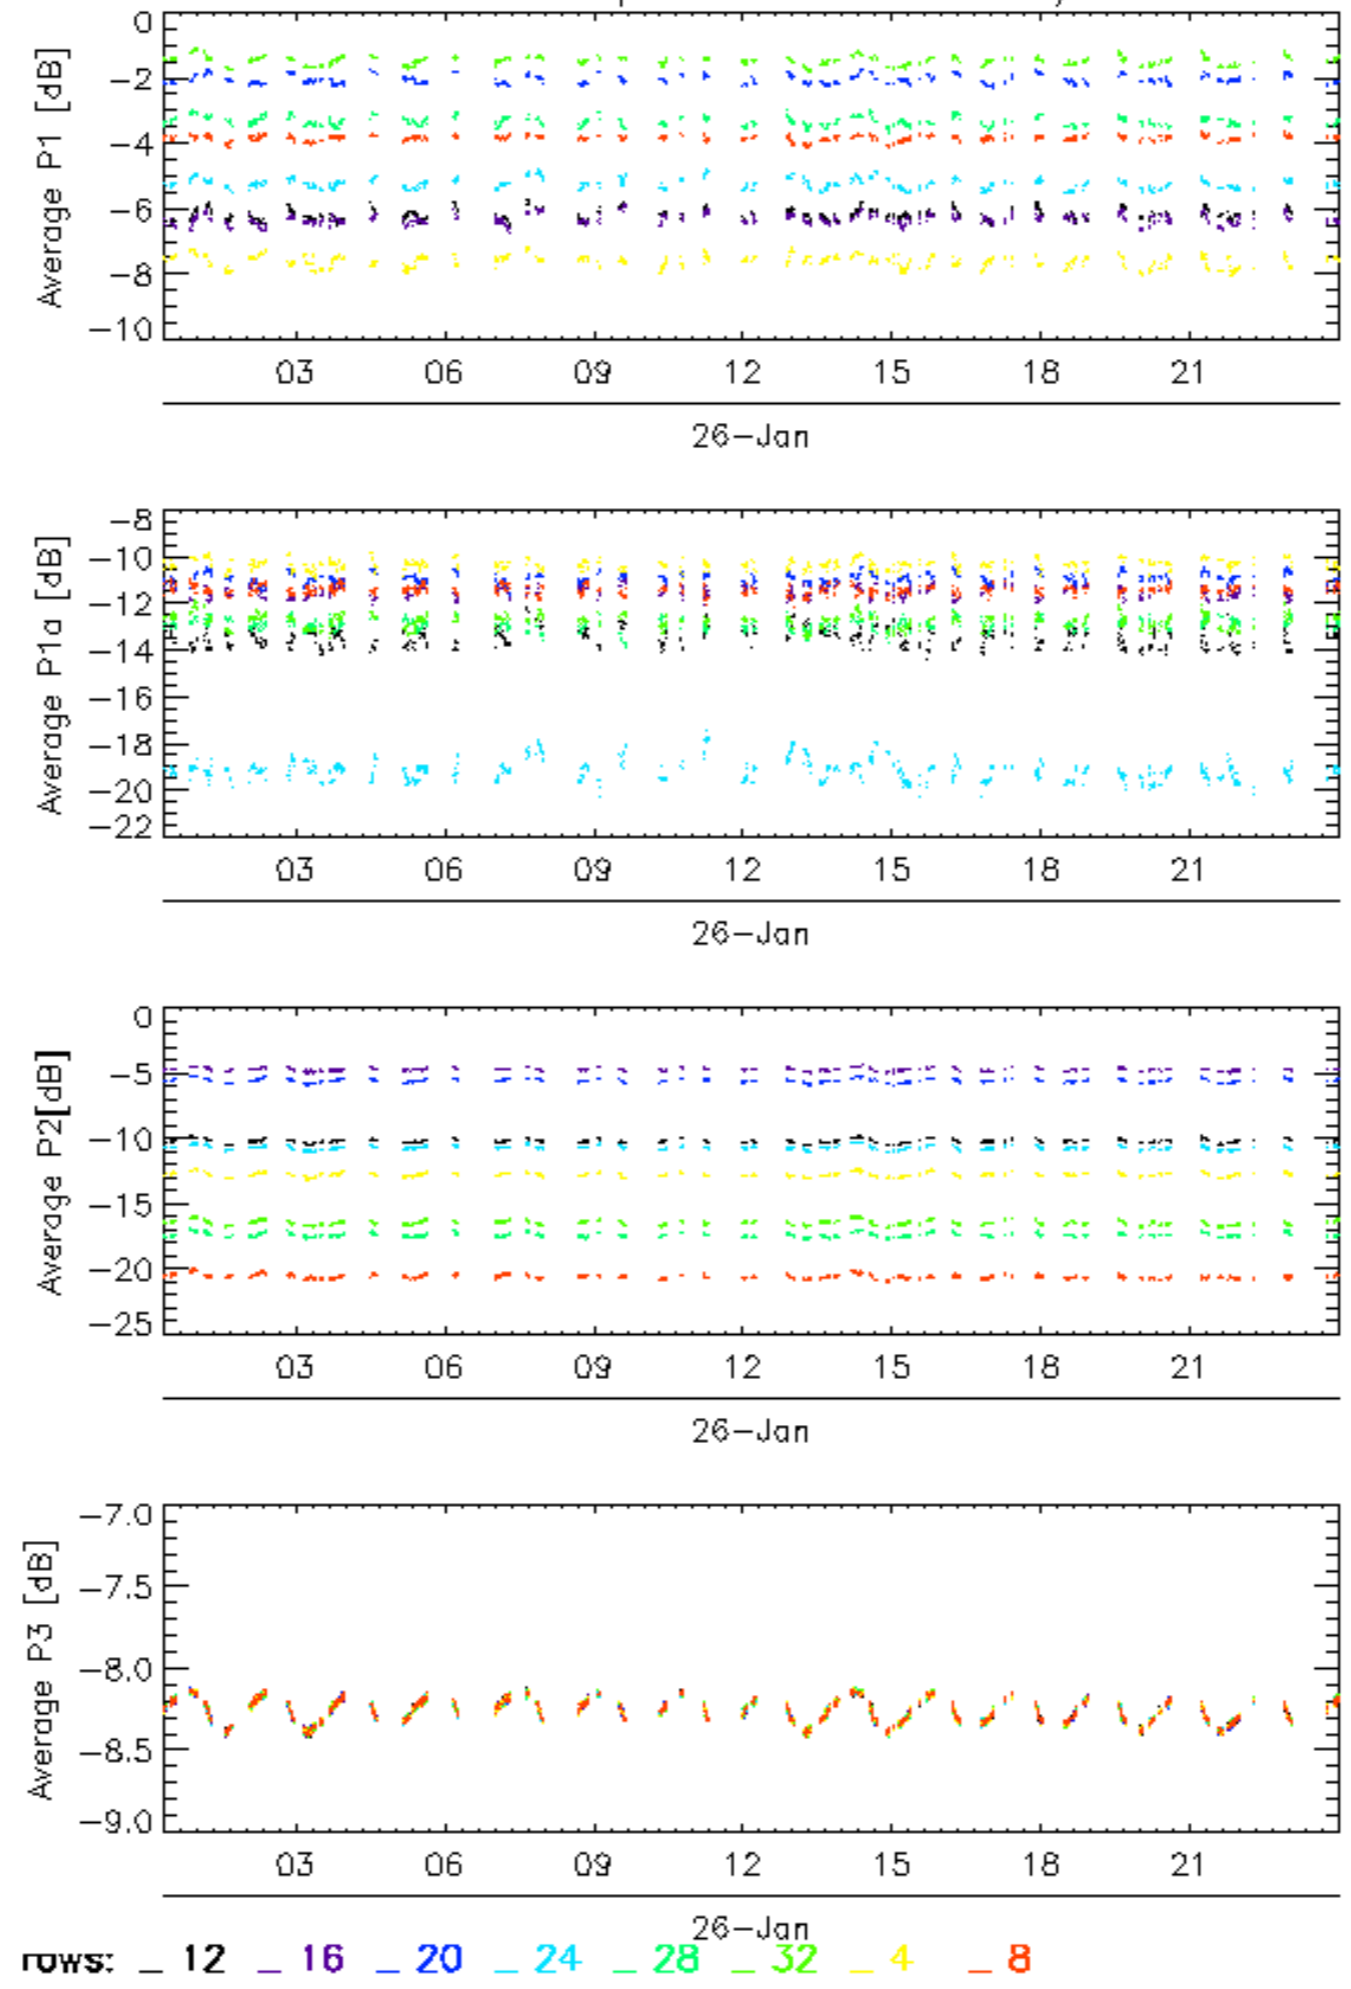 0
−2
−4
−6
−8
−10
Average P1 [dB]
03 06 09 12 15 18 21
26−Jan
−8
−10
−12
−14
−16
−18
−20
−22
Average P1a [dB]
03 06 09 12 15 18 21
26−Jan
0
−5
−10
−15
−20
−25
Average P2[dB]
03 06 09 12 15 18 21
26−Jan
−7.0
−7.5
−8.0
−8.5
−9.0
Average P3 [dB]
03 06 09 12 15 18 21
26−Jan
rows: _ 12 _ 16 _ 20 _ 24 _ 28 _ 32 _ 4 _ 8